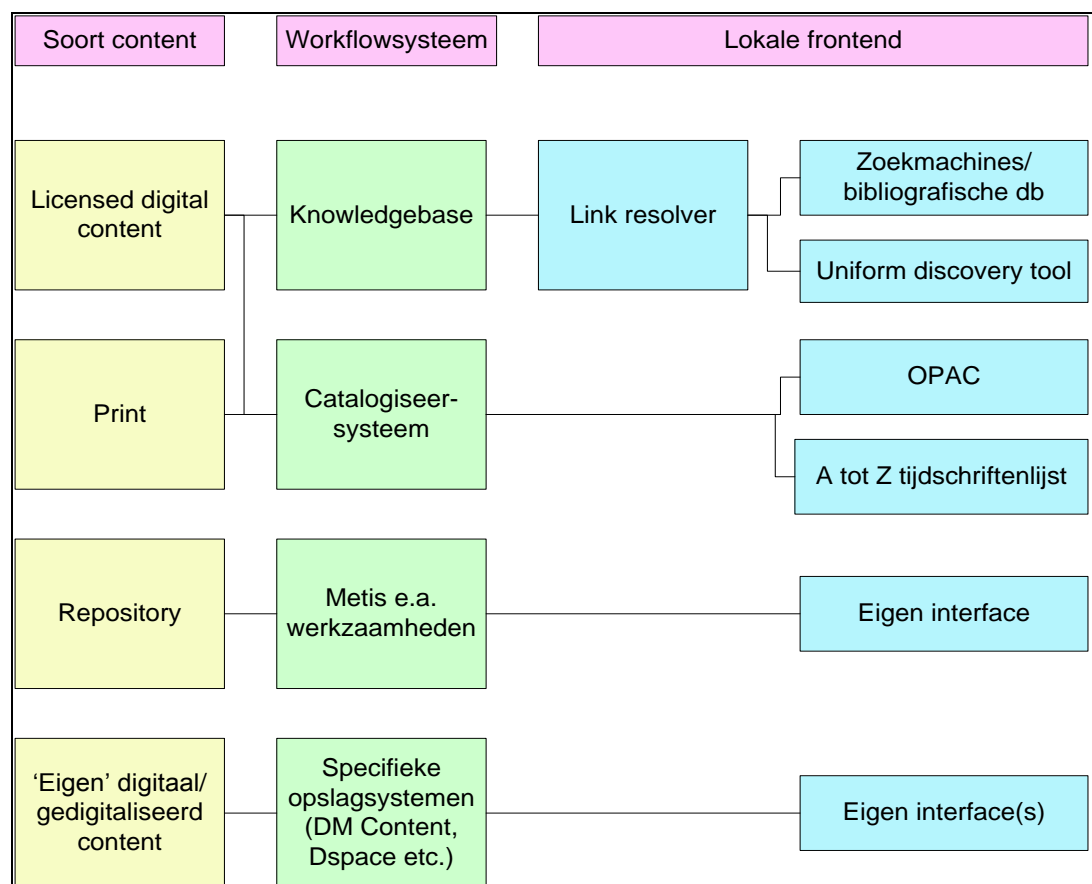 Soort content
Workflowsysteem
Lokale frontend
Licensed digital
content
Knowledgebase
Link resolver
Zoekmachines/
bibliografische db
Uniform discovery tool
Print
Catalogiseer-
systeem
OPAC
A tot Z tijdschriftenlijst
Repository
Metis e.a.
werkzaamheden
Eigen interface
‘Eigen’ digitaal/
gedigitaliseerd
content
Specifieke
opslagsystemen
(DM Content,
Dspace etc.)
Eigen interface(s)